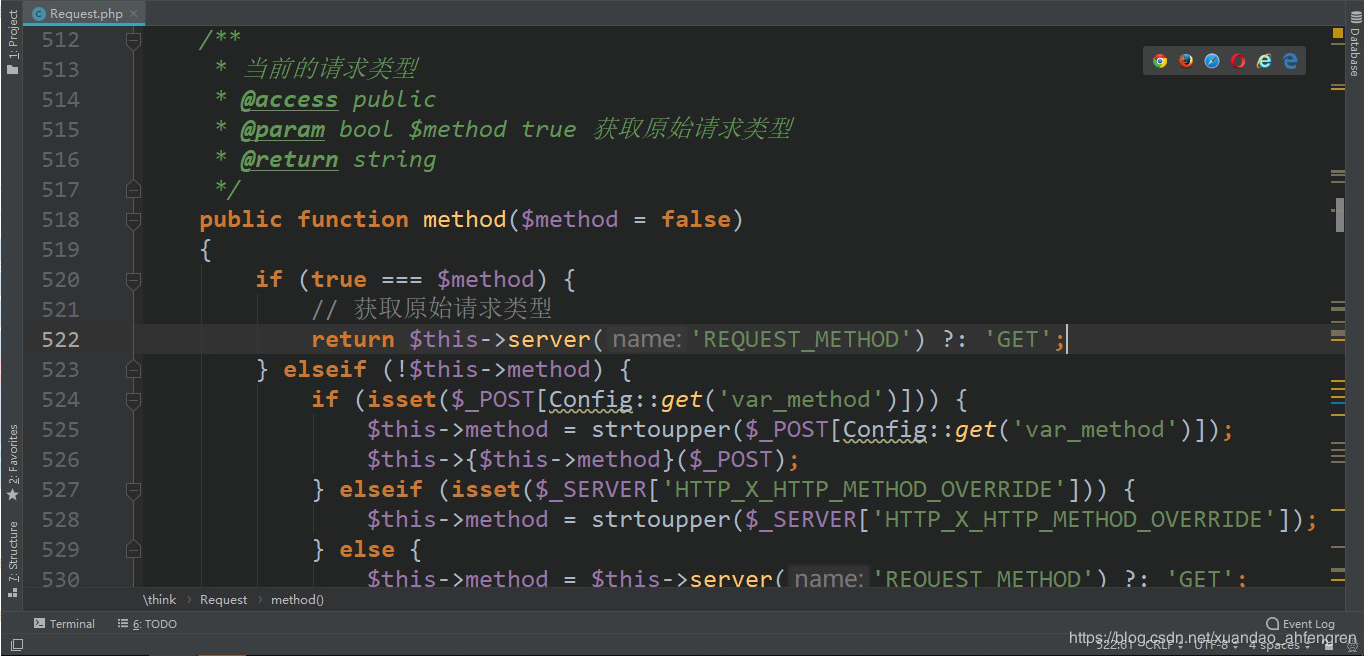 Request.php
1: Project
Database
512 /**
513 * 当前的请求类型
514 * @access public
515 * @param bool $method true 获取原始请求类型
516 * @return string
517 */
518 public function method($method = false)
519 {
520 if (true === $method) {
521 // 获取原始请求类型
522 return $this->server( name: 'REQUEST_METHOD') ?: 'GET';
523 } elseif (!$this->method) {
524 if (isset($_POST[Config::get('var_method')])) {
525 $this->method = strtoupper($_POST[Config::get('var_method')]);
526 $this->{$this->method}($_POST);
527 } elseif (isset($_SERVER['HTTP_X_HTTP_METHOD_OVERRIDE'])) {
528 $this->method = strtoupper($_SERVER['HTTP_X_HTTP_METHOD_OVERRIDE']);
529 } else {
530 $this->method = $this->server( name: 'REQUEST_METHOD') ?: 'GET';
2: Favorites
7: Structure
\think › Request › method()
Terminal 6: TODO Event Log
https://blog.csdn.net/xuandao_ahfengren
522:61 CRLF UTF-8 4 spaces